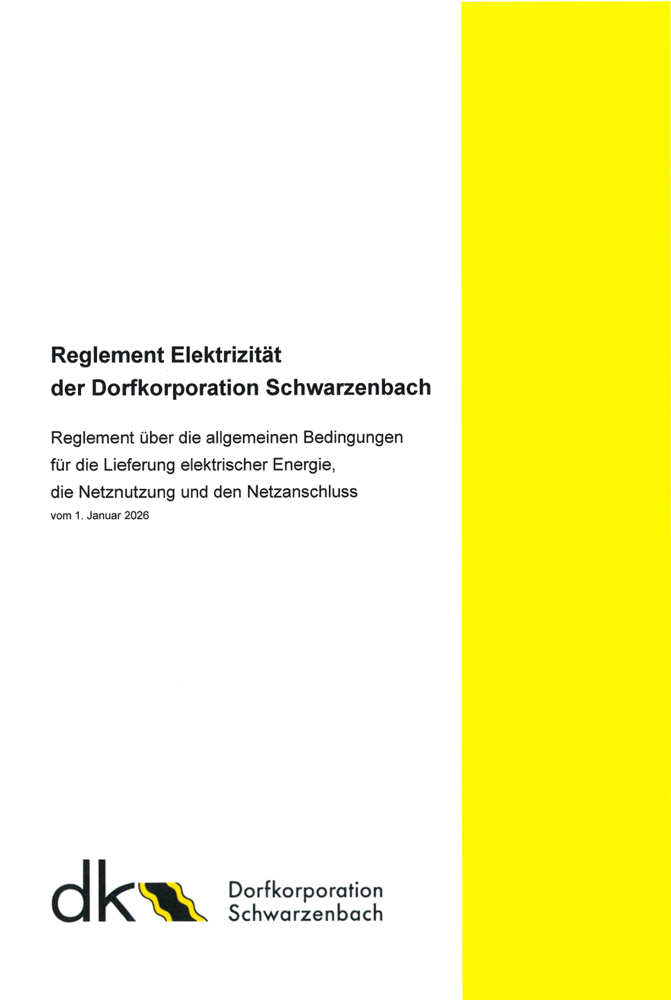 Reglement Elektrizität
der Dorfkorporation Schwarzenbach
Reglement über die allgemeinen Bedingungen
für die Lieferung elektrischer Energie,
die Netznutzung und den Netzanschluss
vom 1. Januar 2026
dk
Dorfkorporation
Schwarzenbach